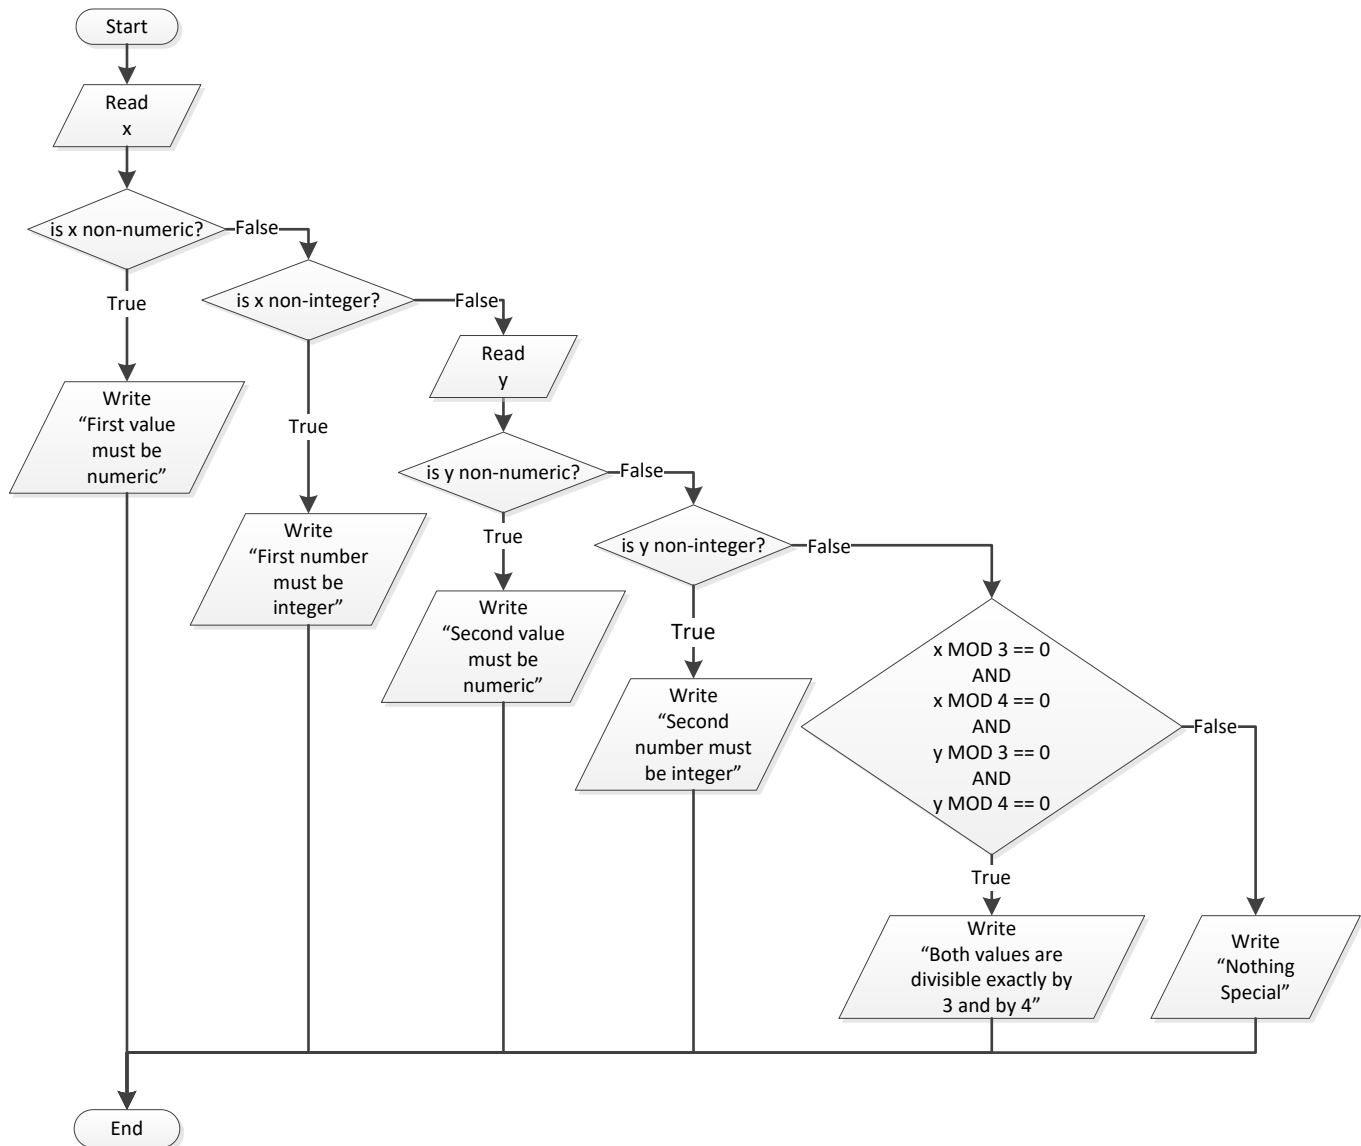 Start
Read
x
is x non-numeric?
False
True
is x non-integer?
False
True
Read
y
Write
“First value
must be
numeric”
is y non-numeric?
False
True
Write
“First number
must be
integer”
is y non-integer?
False
True
Write
“Second value
must be
numeric”
Write
“Second
number must
be integer”
x MOD 3 == 0
AND
x MOD 4 == 0
AND
y MOD 3 == 0
AND
y MOD 4 == 0
False
True
Write
“Both values are
divisible exactly by
3 and by 4”
Write
“Nothing
Special”
End